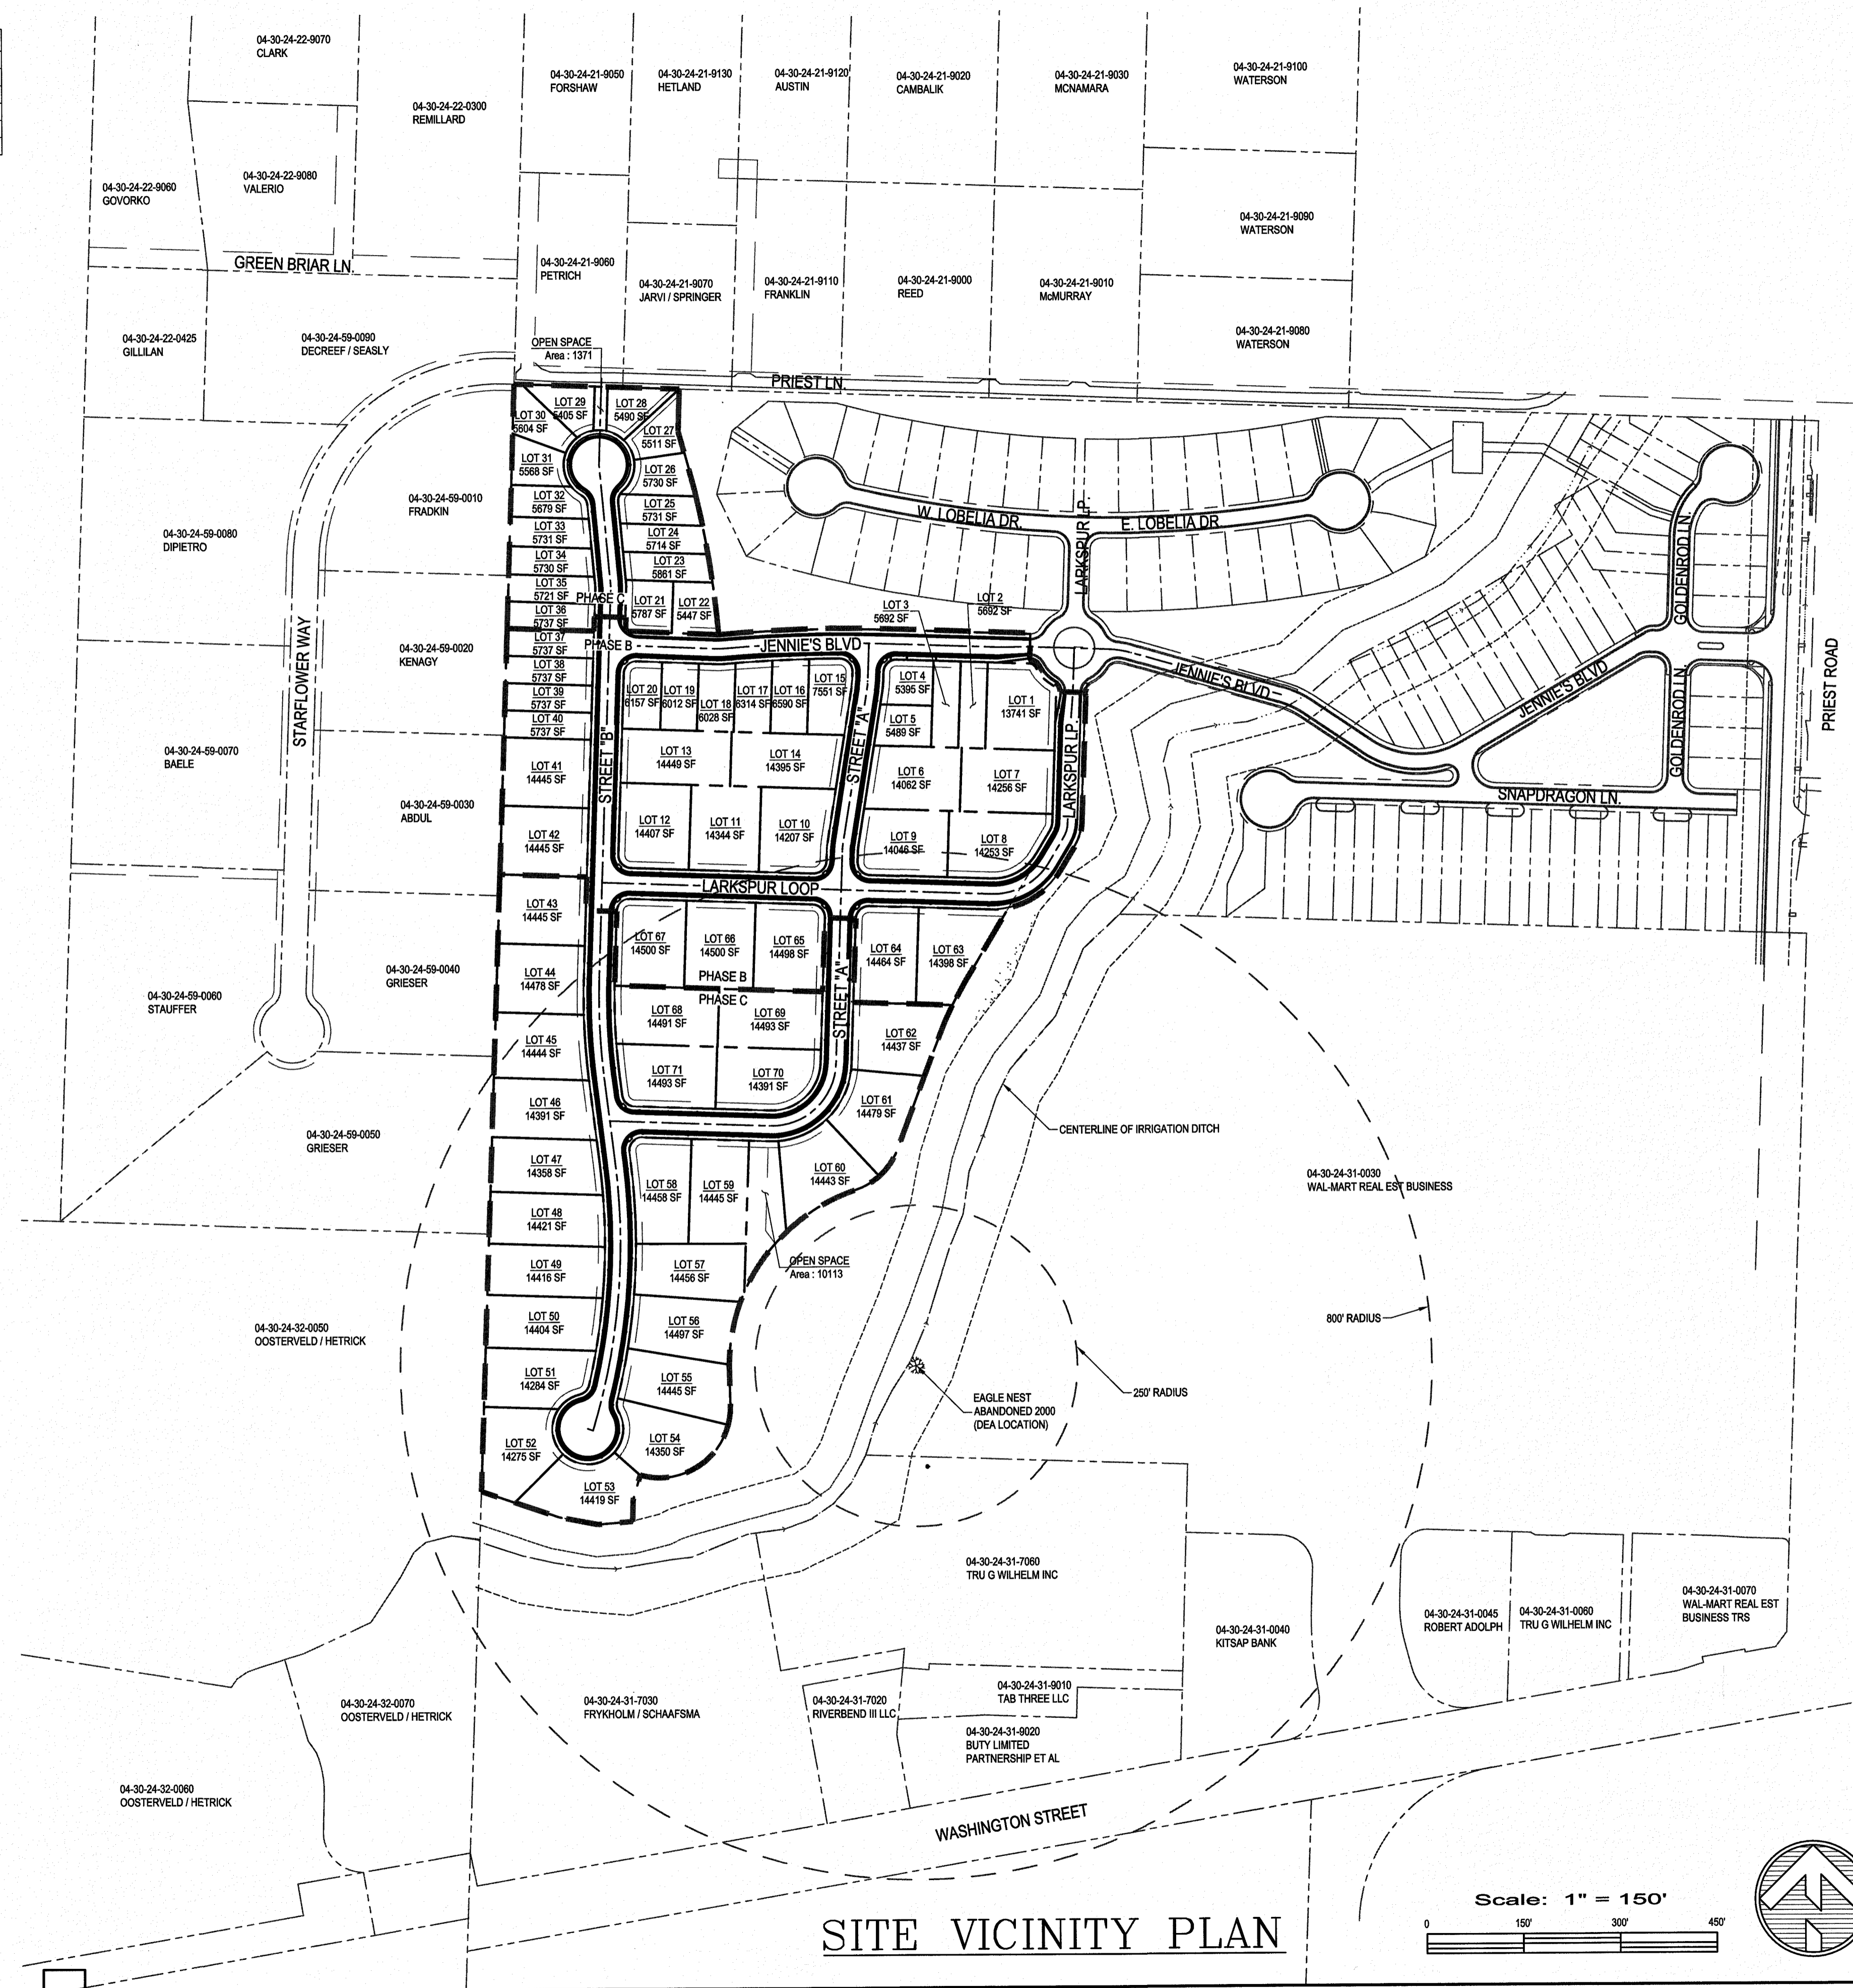 04-30-24-22-9070
CLARK
04-30-24-22-0300
REMILLARD
04-30-24-21-9050
FORSHAW
04-30-24-21-9130
HETLAND
04-30-24-21-9120
AUSTIN
04-30-24-21-9020
CAMBALIK
04-30-24-21-9030
MCNAMARA
04-30-24-21-9100
WATERSON
04-30-24-22-9060
GOVORKO
04-30-24-22-9080
VALERIO
04-30-24-21-9090
WATERSON
GREEN BRIAR LN.
04-30-24-21-9060
PETRICH
04-30-24-21-9070
JARVI / SPRINGER
04-30-24-21-9110
FRANKLIN
04-30-24-21-9000
REED
04-30-24-21-9010
McMURRAY
04-30-24-21-9080
WATERSON
04-30-24-22-0425
GILLILAN
04-30-24-59-0090
DECREEF / SEASLY
OPEN SPACE
Area : 1371
PRIEST LN.
LOT 30
5604 SF
LOT 29
5405 SF
LOT 28
5490 SF
LOT 27
5511 SF
LOT 31
5568 SF
LOT 26
5730 SF
LOT 32
5679 SF
LOT 25
5731 SF
LOT 33
5731 SF
LOT 24
5714 SF
LOT 34
5730 SF
LOT 23
5861 SF
LOT 35
5721 SF
PHASE C
LOT 21
5787 SF
LOT 22
5447 SF
LOT 36
5737 SF
LOT 37
5737 SF
PHASE B
LOT 38
5737 SF
LOT 39
5737 SF
LOT 40
5737 SF
04-30-24-59-0010
FRADKIN
04-30-24-59-0080
DIPIETRO
04-30-24-59-0020
KENAGY
STARFLOWER WAY
04-30-24-59-0070
BAELE
04-30-24-59-0030
ABDUL
W. LOBELIA DR.
LARKSPUR LP.
E. LOBELIA DR.
GOLDENROD LN.
LOT 3
5692 SF
LOT 2
5692 SF
JENNIE'S BLVD
JENNIE'S BLVD
JENNIE'S BLVD
GOLDENROD LN.
PRIEST ROAD
SNAPDRAGON LN.
LOT 20
6157 SF
LOT 19
6012 SF
LOT 18
6028 SF
LOT 17
6314 SF
LOT 16
6590 SF
LOT 15
7551 SF
STREET "A"
LOT 4
5395 SF
LOT 5
5489 SF
LOT 1
13741 SF
LARKSPUR LP.
STREET "B"
LOT 13
14449 SF
LOT 14
14395 SF
LOT 6
14062 SF
LOT 7
14256 SF
LOT 41
14445 SF
LOT 12
14407 SF
LOT 11
14344 SF
LOT 10
14207 SF
LOT 9
14046 SF
LOT 8
14253 SF
LOT 42
14445 SF
LARKSPUR LOOP
LOT 43
14445 SF
LOT 67
14500 SF
LOT 66
14500 SF
LOT 65
14498 SF
LOT 64
14464 SF
LOT 63
14398 SF
LOT 44
14478 SF
PHASE B
PHASE C
STREET "A"
04-30-24-59-0040
GRIESER
04-30-24-59-0060
STAUFFER
LOT 68
14491 SF
LOT 69
14493 SF
LOT 62
14437 SF
LOT 45
14444 SF
LOT 71
14493 SF
LOT 70
14391 SF
LOT 61
14479 SF
LOT 46
14391 SF
CENTERLINE OF IRRIGATION DITCH
04-30-24-59-0050
GRIESER
LOT 47
14358 SF
LOT 58
14458 SF
LOT 59
14445 SF
LOT 60
14443 SF
04-30-24-31-0030
WAL-MART REAL EST BUSINESS
LOT 48
14421 SF
LOT 49
14416 SF
LOT 57
14456 SF
OPEN SPACE
Area : 10113
LOT 50
14404 SF
LOT 56
14497 SF
800' RADIUS
04-30-24-32-0050
OOSTERVELD / HETRICK
LOT 51
14284 SF
LOT 55
14445 SF
250' RADIUS
EAGLE NEST
ABANDONED 2000
(DEA LOCATION)
LOT 52
14275 SF
LOT 54
14350 SF
LOT 53
14419 SF
04-30-24-31-7060
TRU G WILHELM INC
04-30-24-31-0040
KITSAP BANK
04-30-24-31-0045
ROBERT ADOLPH
04-30-24-31-0060
TRU G WILHELM INC
04-30-24-31-0070
WAL-MART REAL EST
BUSINESS TRS
04-30-24-32-0070
OOSTERVELD / HETRICK
04-30-24-31-7030
FRYKHOLM / SCHAAFSMA
04-30-24-31-7020
RIVERBEND III LLC
04-30-24-31-9010
TAB THREE LLC
04-30-24-31-9020
BUTY LIMITED
PARTNERSHIP ET AL
04-30-24-32-0060
OOSTERVELD / HETRICK
WASHINGTON STREET
SITE VICINITY PLAN
Scale: 1" = 150'
0 150' 300' 450'